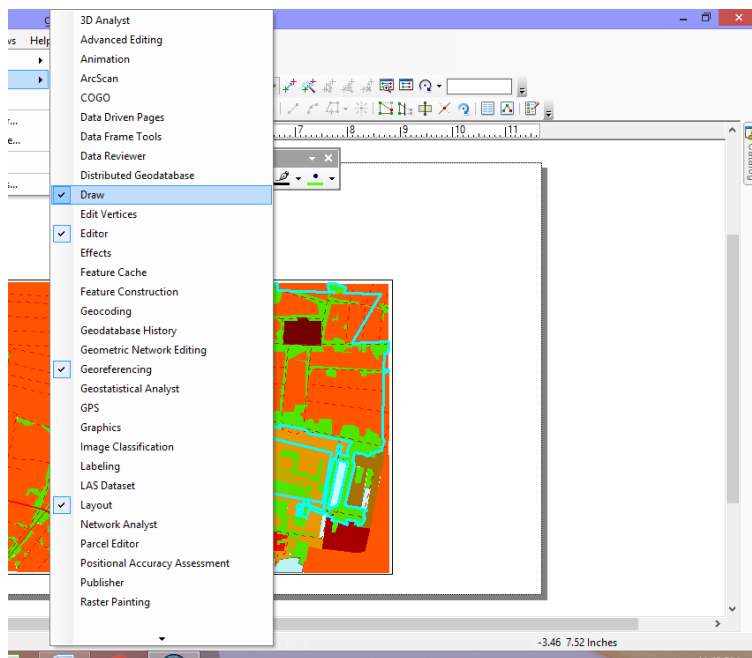 ws Help
3D Analyst
Advanced Editing
Animation
ArcScan
COGO
Data Driven Pages
Data Frame Tools
Data Reviewer
Distributed Geodatabase
Draw
Edit Vertices
Editor
Effects
Feature Cache
Feature Construction
Geocoding
Geodatabase History
Geometric Network Editing
Georeferencing
Geostatistical Analyst
GPS
Graphics
Image Classification
Labeling
LAS Dataset
Layout
Network Analyst
Parcel Editor
Positional Accuracy Assessment
Publisher
Raster Painting
7 8 9 10 11
-3.46 7.52 Inches